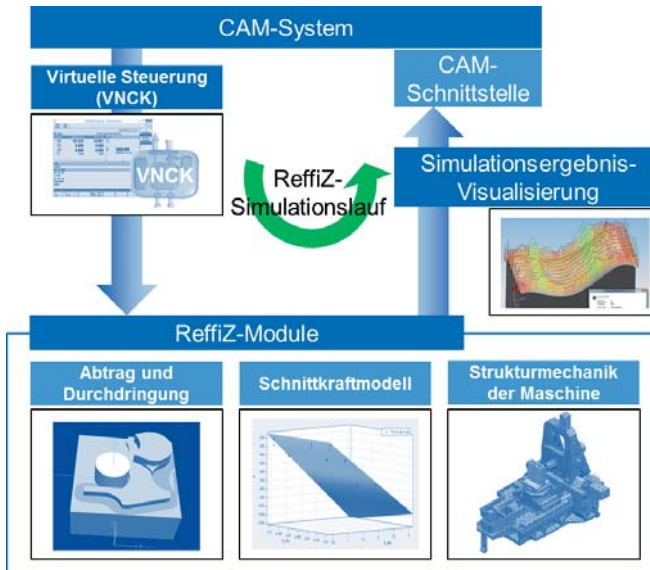 CAM-System
Virtuelle Steuerung
(VNCK)
CAM-
Schnittstelle
VNCK
ReffiZ-
Simulationslauf
Simulationsergebnis-
Visualisierung
ReffiZ-Module
Abtrag und
Durchdringung
Schnittkraftmodell
Strukturmechanik
der Maschine